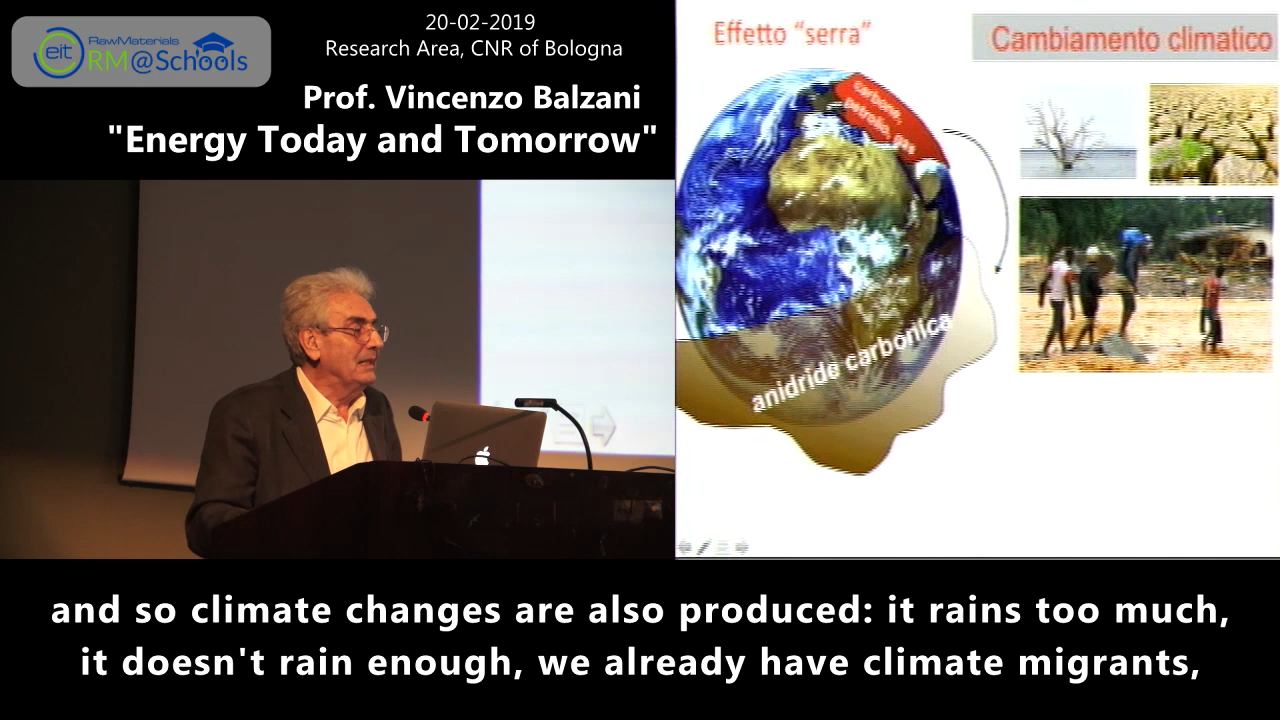 eit
RawMaterials
RM@Schools
20-02-2019
Research Area, CNR of Bologna
Prof. Vincenzo Balzani
"Energy Today and Tomorrow"
Effetto "serra"
Cambiamento climatico
carbone,
petrolio, gas
anidride carbonica
and so climate changes are also produced: it rains too much,
it doesn't rain enough, we already have climate migrants,